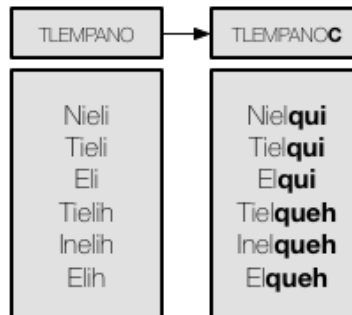 TLEMPANO
TLEMPANOC
Nieli
Tieli
Eli
Tielih
Inelih
Elih
Nielqui
Tielqui
Elqui
Tielqueh
Inelqueh
Elqueh